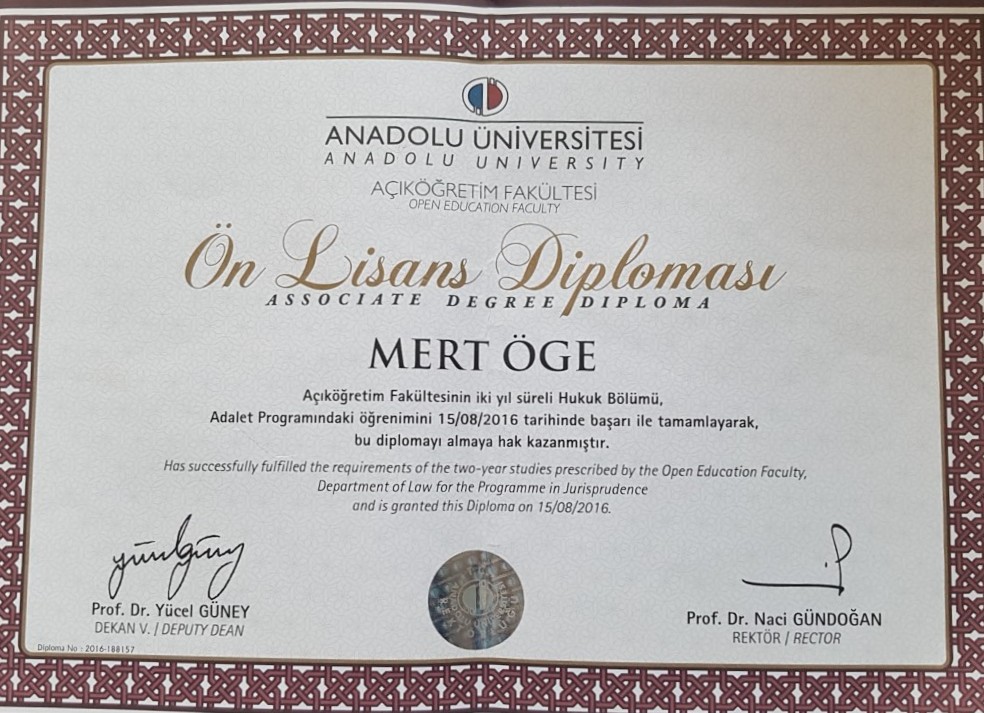 ANADOLU ÜNİVERSİTESİ
ANADOLU UNIVERSITY
AÇIKÖĞRETİM FAKÜLTESİ
OPEN EDUCATION FACULTY
Ön Lisans Diploması
ASSOCIATE DEGREE DIPLOMA
MERT ÖGE
Açıköğretim Fakültesinin iki yıl süreli Hukuk Bölümü,
Adalet Programındaki öğrenimini 15/08/2016 tarihinde başarı ile tamamlayarak,
bu diplomayı almaya hak kazanmıştır.
Has successfully fulfilled the requirements of the two-year studies prescribed by the Open Education Faculty,
Department of Law for the Programme in Jurisprudence
and is granted this Diploma on 15/08/2016.
Prof. Dr. Yücel GÜNEY
DEKAN V. / DEPUTY DEAN
Prof. Dr. Naci GÜNDOĞAN
REKTÖR / RECTOR
Diploma No : 2016-188157